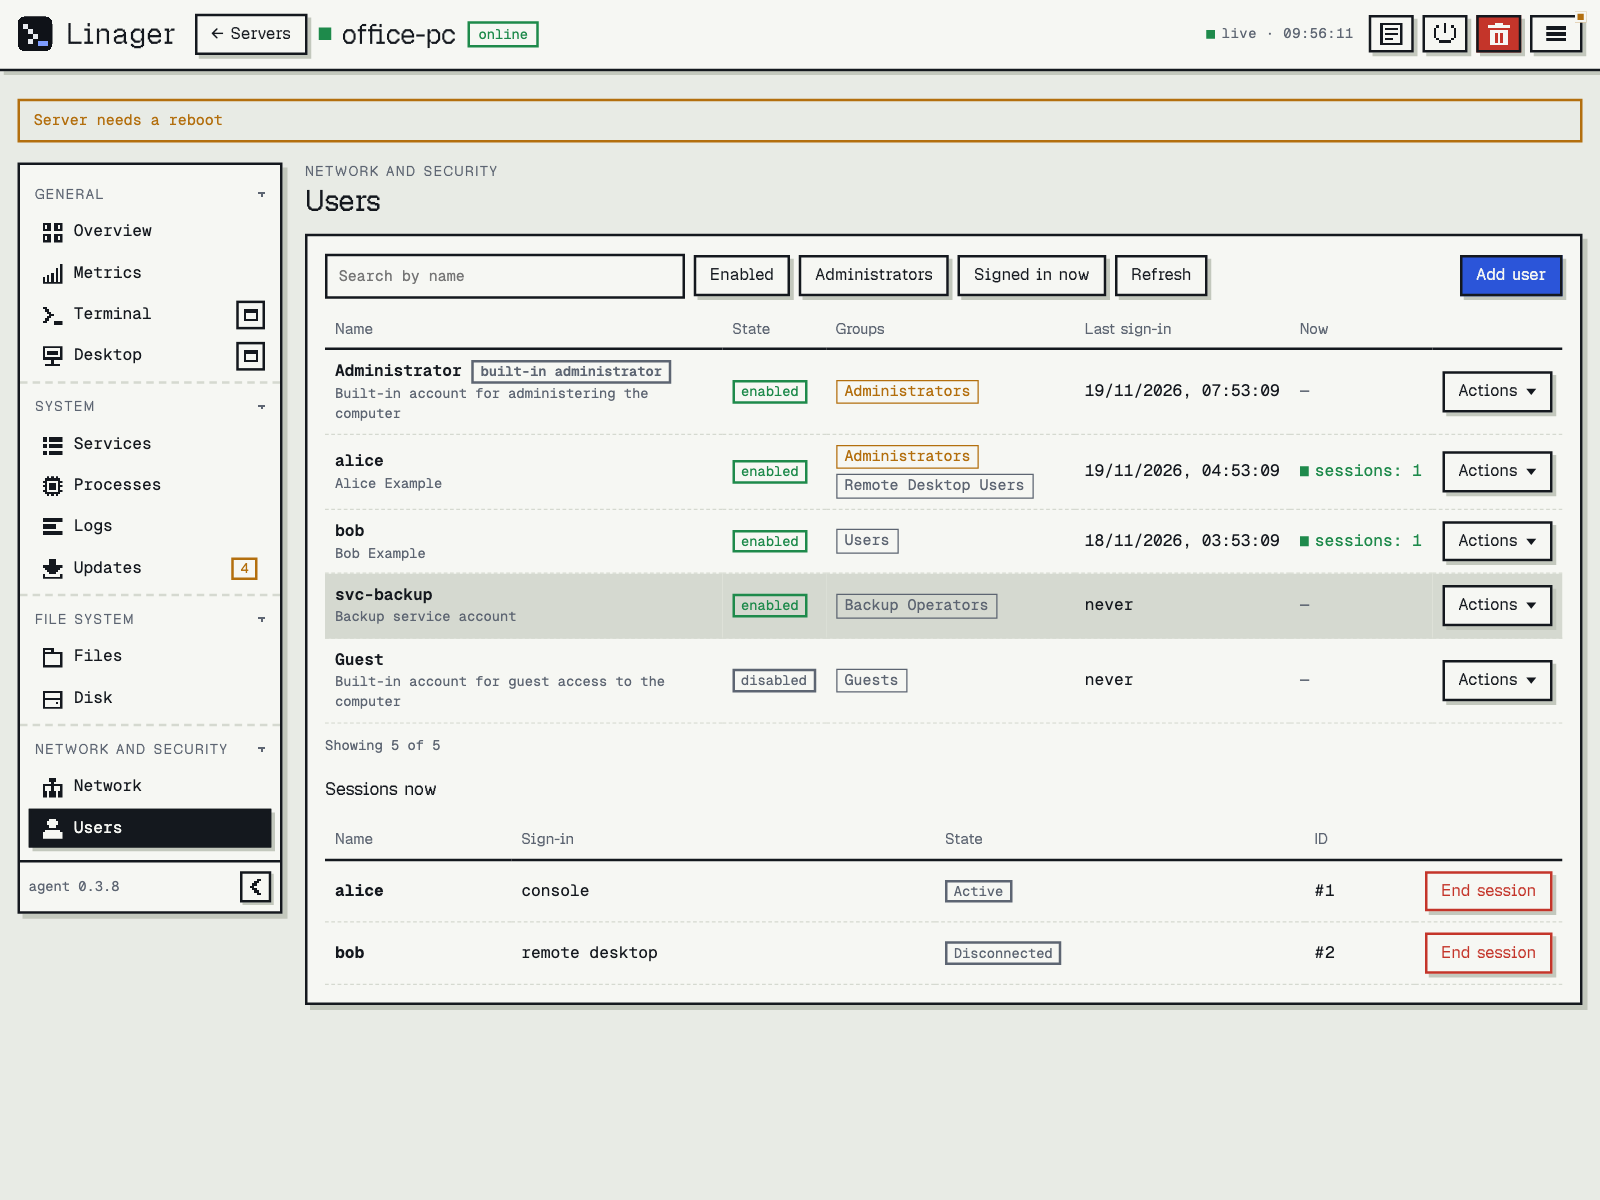 Linager
← Servers
office-pc
online
live · 09:56:11
Server needs a reboot
GENERAL
Overview
Metrics
Terminal
Desktop
SYSTEM
Services
Processes
Logs
Updates
4
FILE SYSTEM
Files
Disk
NETWORK AND SECURITY
Network
Users
agent 0.3.8
NETWORK AND SECURITY
Users
Search by name
Enabled
Administrators
Signed in now
Refresh
Add user
Name State Groups Last sign-in Now
Administrator built-in administrator
Built-in account for administering the
computer
enabled
Administrators
19/11/2026, 07:53:09
—
Actions
alice
Alice Example
enabled
Administrators
Remote Desktop Users
19/11/2026, 04:53:09
sessions: 1
Actions
bob
Bob Example
enabled
Users
18/11/2026, 03:53:09
sessions: 1
Actions
svc-backup
Backup service account
enabled
Backup Operators
never
—
Actions
Guest
Built-in account for guest access to the
computer
disabled
Guests
never
—
Actions
Showing 5 of 5
Sessions now
Name Sign-in State ID
alice console Active #1 End session
bob remote desktop Disconnected #2 End session